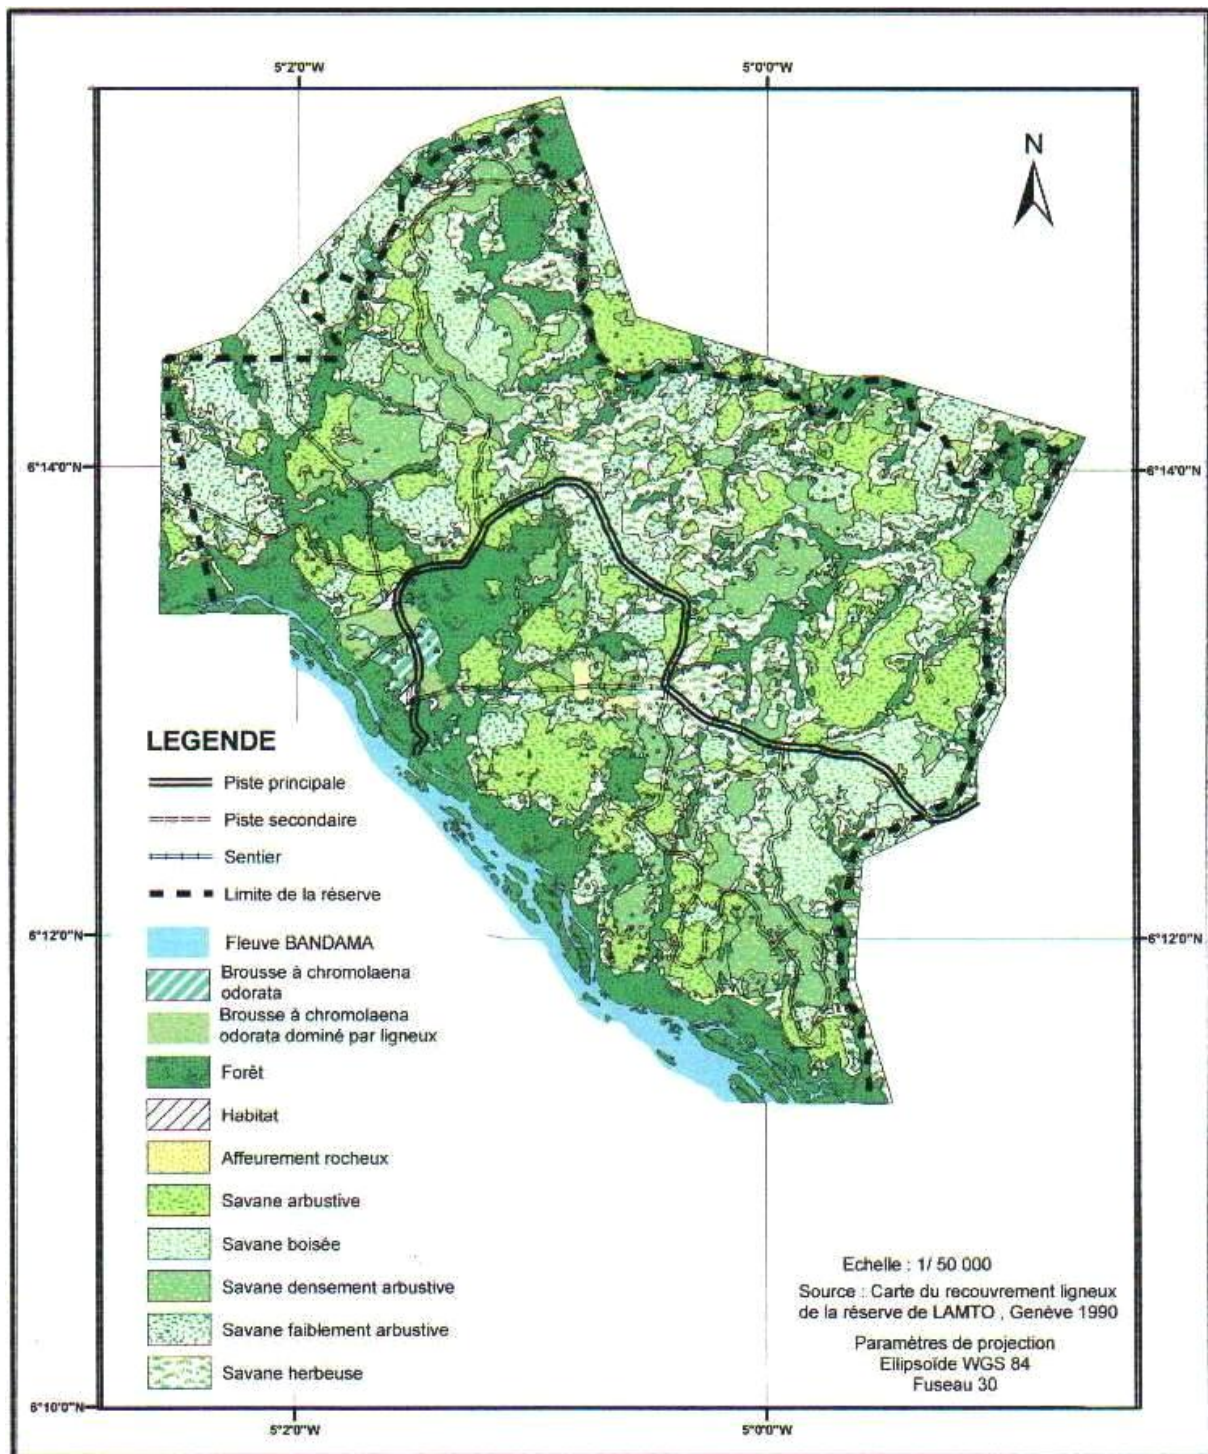 5°2'0"W
5°0'0"W
N
6°14'0"N
6°14'0"N
LEGENDE
Piste principale
Piste secondaire
Sentier
Limite de la réserve
Fleuve BANDAMA
Brousse à chromolaena
odorata
Brousse à chromolaena
odorata dominé par ligneux
Forêt
Habitat
Affeurement rocheux
Savane arbustive
Savane boisée
Savane densement arbustive
Savane faiblement arbustive
Savane herbeuse
6°12'0"N
6°12'0"N
Echelle : 1/ 50 000
Source : Carte du recouvrement ligneux
de la réserve de LAMTO , Genève 1990
Paramètres de projection
Ellipsoïde WGS 84
Fuseau 30
6°10'0"N
5°2'0"W
5°0'0"W